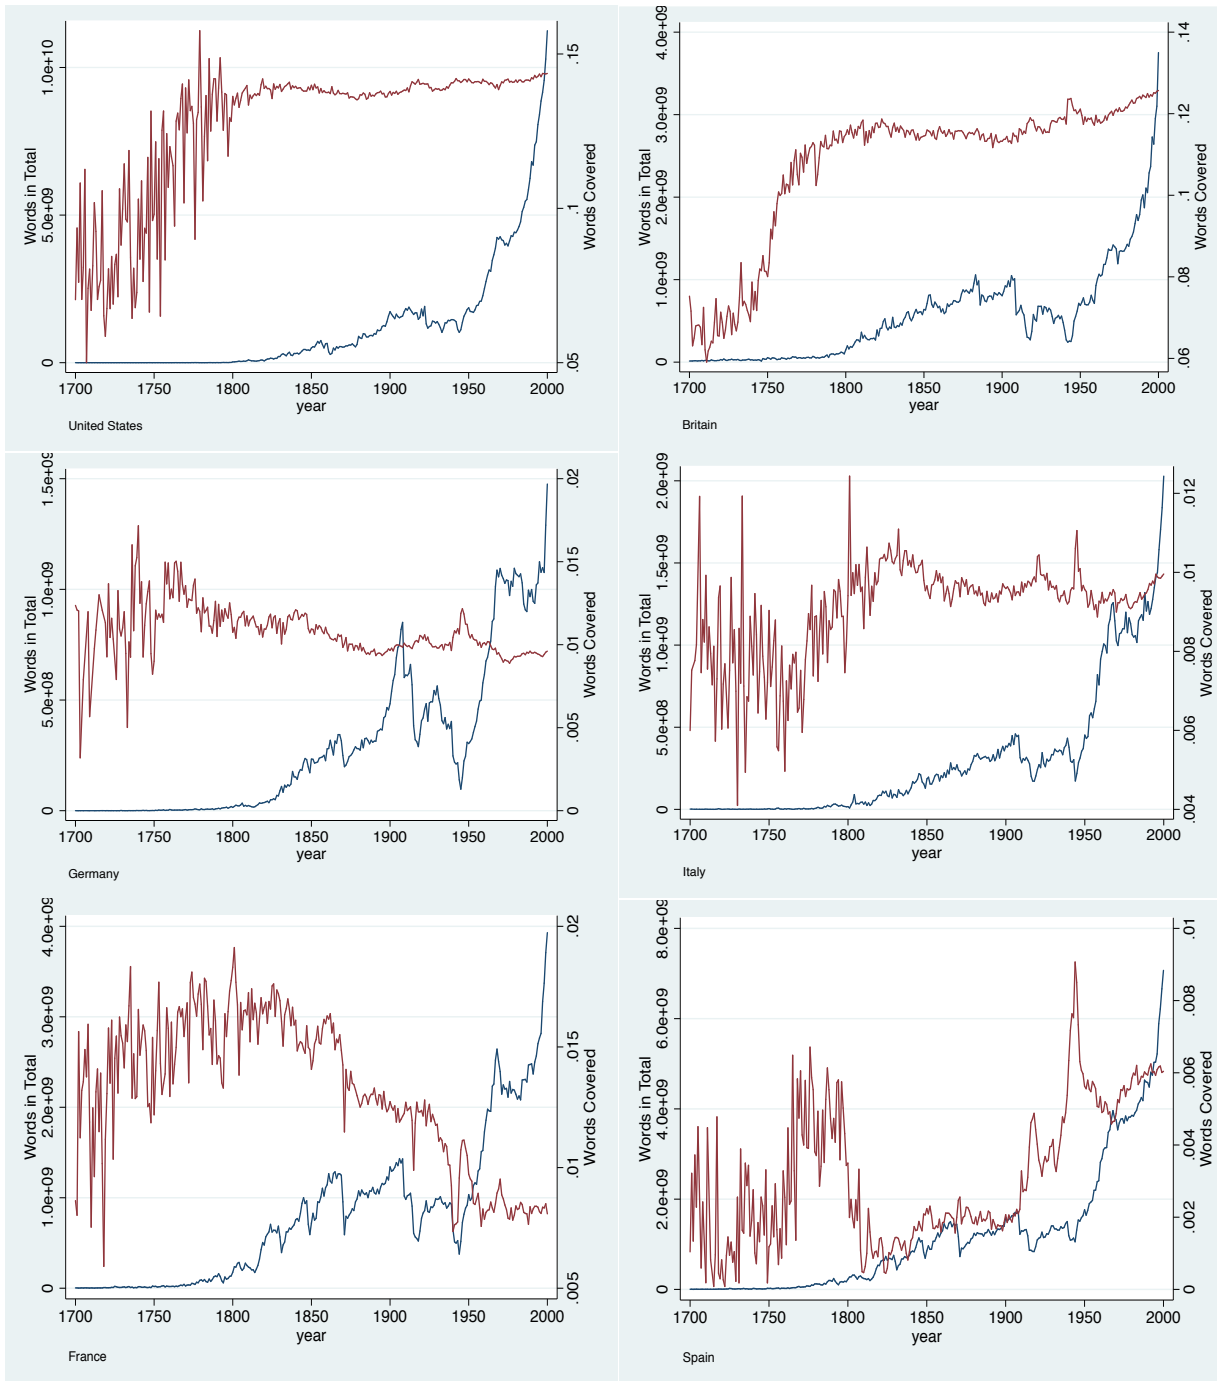 Words in Total
0 5.0e+09 1.0e+10
Words Covered
.05 .1 .15
1700 1750 1800 1850 1900 1950 2000
year
United States
Words in Total
0 1.0e+09 2.0e+09 3.0e+09 4.0e+09
Words Covered
.06 .08 .1 .12 .14
1700 1750 1800 1850 1900 1950 2000
year
Britain
Words in Total
0 5.0e+08 1.0e+09 1.5e+09
Words Covered
0 .005 .01 .015 .02
1700 1750 1800 1850 1900 1950 2000
year
Germany
Words in Total
0 5.0e+08 1.0e+09 1.5e+09 2.0e+09
Words Covered
.004 .006 .008 .01 .012
1700 1750 1800 1850 1900 1950 2000
year
Italy
Words in Total
0 1.0e+09 2.0e+09 3.0e+09 4.0e+09
Words Covered
.005 .01 .015 .02
1700 1750 1800 1850 1900 1950 2000
year
France
Words in Total
0 2.0e+09 4.0e+09 6.0e+09 8.0e+09
Words Covered
0 .002 .004 .006 .008 .01
1700 1750 1800 1850 1900 1950 2000
year
Spain